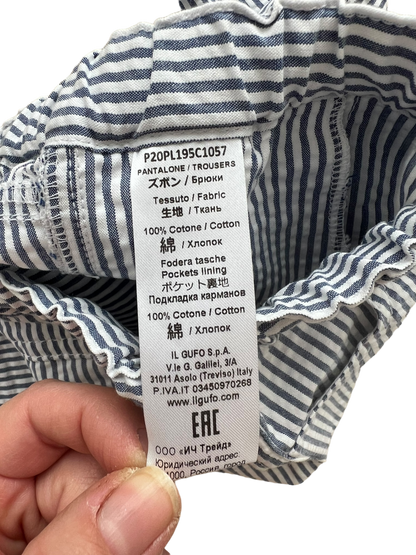 P20PL195C1057
PANTALONE / TROUSERS
ズボン / Брюки
Tessuto / Fabric
生地 / Ткань
100% Cotone / Cotton
綿 / Хлопок
Fodera tasche
Pockets lining
ポケット裏地
Подкладка карманов
100% Cotone / Cotton
綿 / Хлопок
IL GUFO S.p.A.
V.le G. Galilei, 3/A
31011 Asolo (Treviso) Italy
P.IVA.IT 03450970268
www.ilgufo.com
EAC
ООО «ИЧ Трейд»
Юридический адрес:
Россия, город